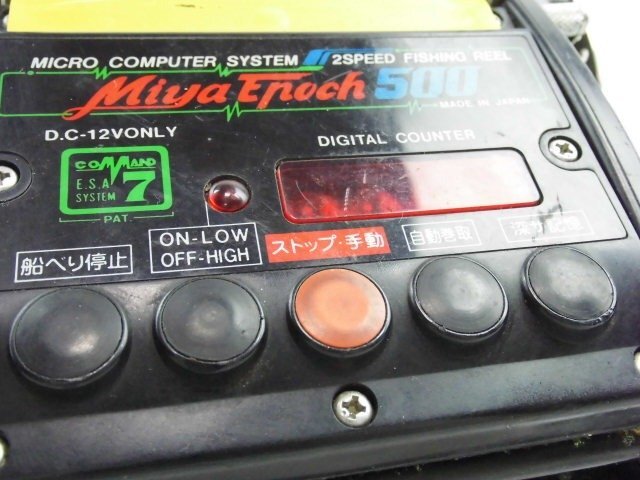 MICRO COMPUTER SYSTEM 2SPEED FISHING REEL
Miya Epoch 500
MADE IN JAPAN
D.C-12VONLY
DIGITAL COUNTER
COMMAND
E.S.A
SYSTEM
7
PAT.
船べり停止
ON-LOW
OFF-HIGH
ストップ・手動
自動巻取